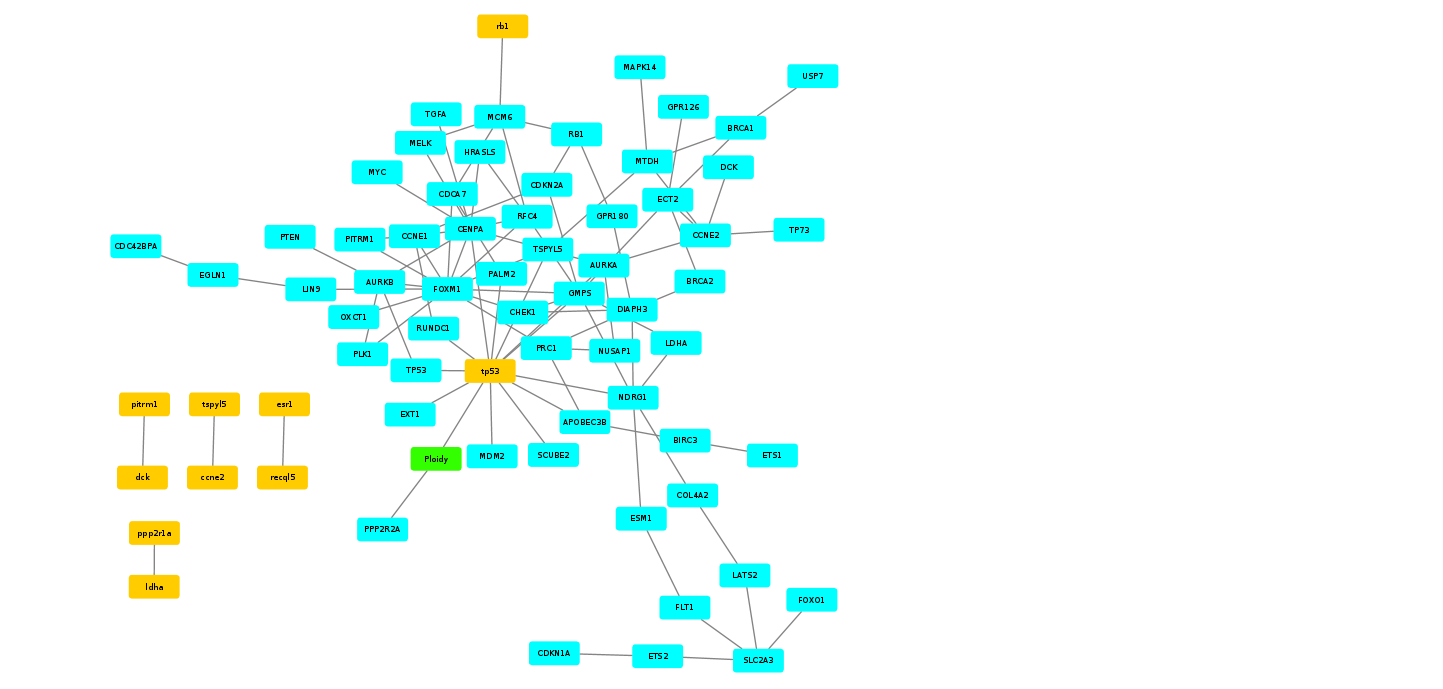 rb1
MAPK14
USP7
GPR126
TGFA
MCM6
BRCA1
RB1
MELK
HRASLS
MTDH
DCK
MYC
CDKN2A
CDCA7
ECT2
RFC4
GPR180
CENPA
TP73
CCNE1
CCNE2
PTEN
PITRM1
CDC42BPA
TSPYL5
AURKA
EGLN1
PALM2
AURKB
BRCA2
LIN9
FOXM1
GMPS
DIAPH3
CHEK1
OXCT1
RUNDC1
LDHA
PRC1
NUSAP1
PLK1
TP53
tp53
NDRG1
pitrm1
tspyl5
esr1
EXT1
APOBEC3B
BIRC3
Ploidy
MDM2
SCUBE2
ETS1
dck
ccne2
recql5
COL4A2
ESM1
PPP2R2A
ppp2r1a
LATS2
ldha
FOXO1
FLT1
CDKN1A
ETS2
SLC2A3